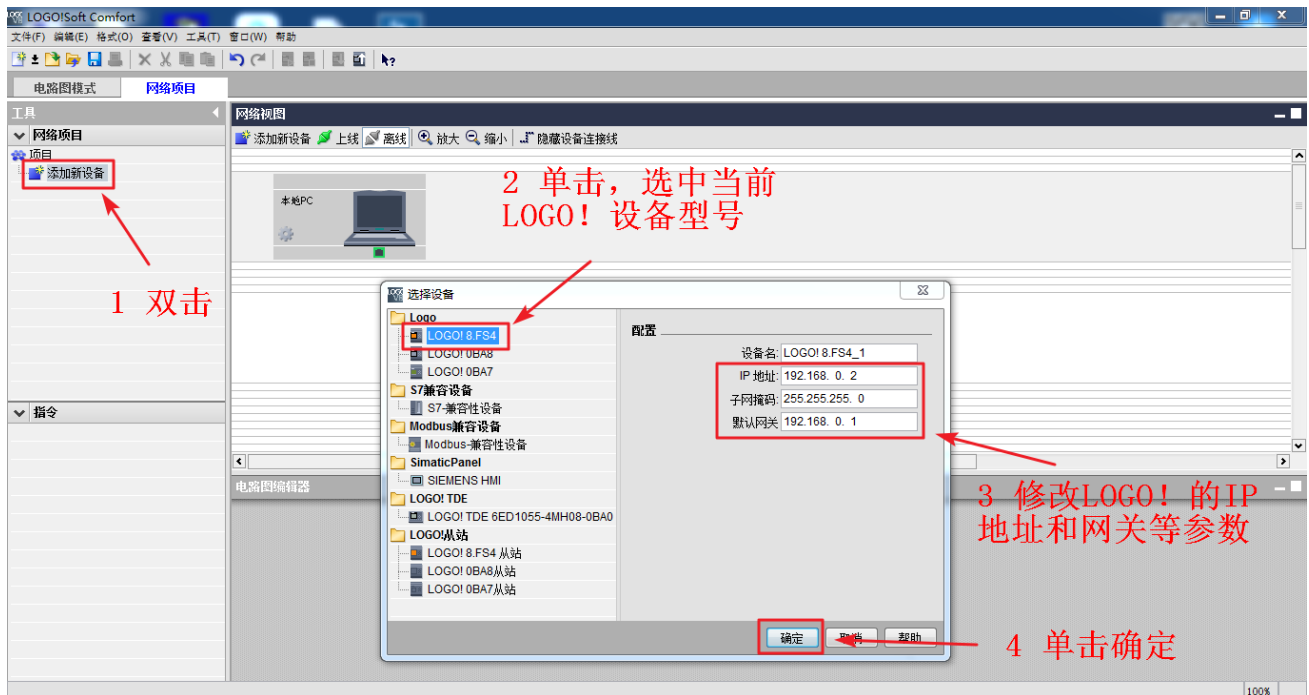 LOGO!Soft Comfort
文件(F) 编辑(E) 格式(O) 查看(V) 工具(T) 窗口(W) 帮助
电路图模式 网络项目
工具
网络项目
项目
添加新设备
指令
网络视图
添加新设备 上线 离线 放大 缩小 隐藏设备连接线
本地PC
1 双击
2 单击，选中当前
LOGO！设备型号
选择设备
Logo
LOGO! 8.FS4
LOGO! 0BA8
LOGO! 0BA7
S7兼容设备
S7-兼容性设备
Modbus兼容设备
Modbus-兼容性设备
SimaticPanel
SIEMENS HMI
LOGO! TDE
LOGO! TDE 6ED1055-4MH08-0BA0
LOGO!从站
LOGO! 8.FS4 从站
LOGO! 0BA8从站
LOGO! 0BA7从站
配置
设备名: LOGO! 8.FS4_1
IP 地址: 192.168. 0. 2
子网掩码: 255.255.255. 0
默认网关 192.168. 0. 1
确定 取消 帮助
3 修改LOGO！的IP
地址和网关等参数
4 单击确定
电路图编辑器
100%